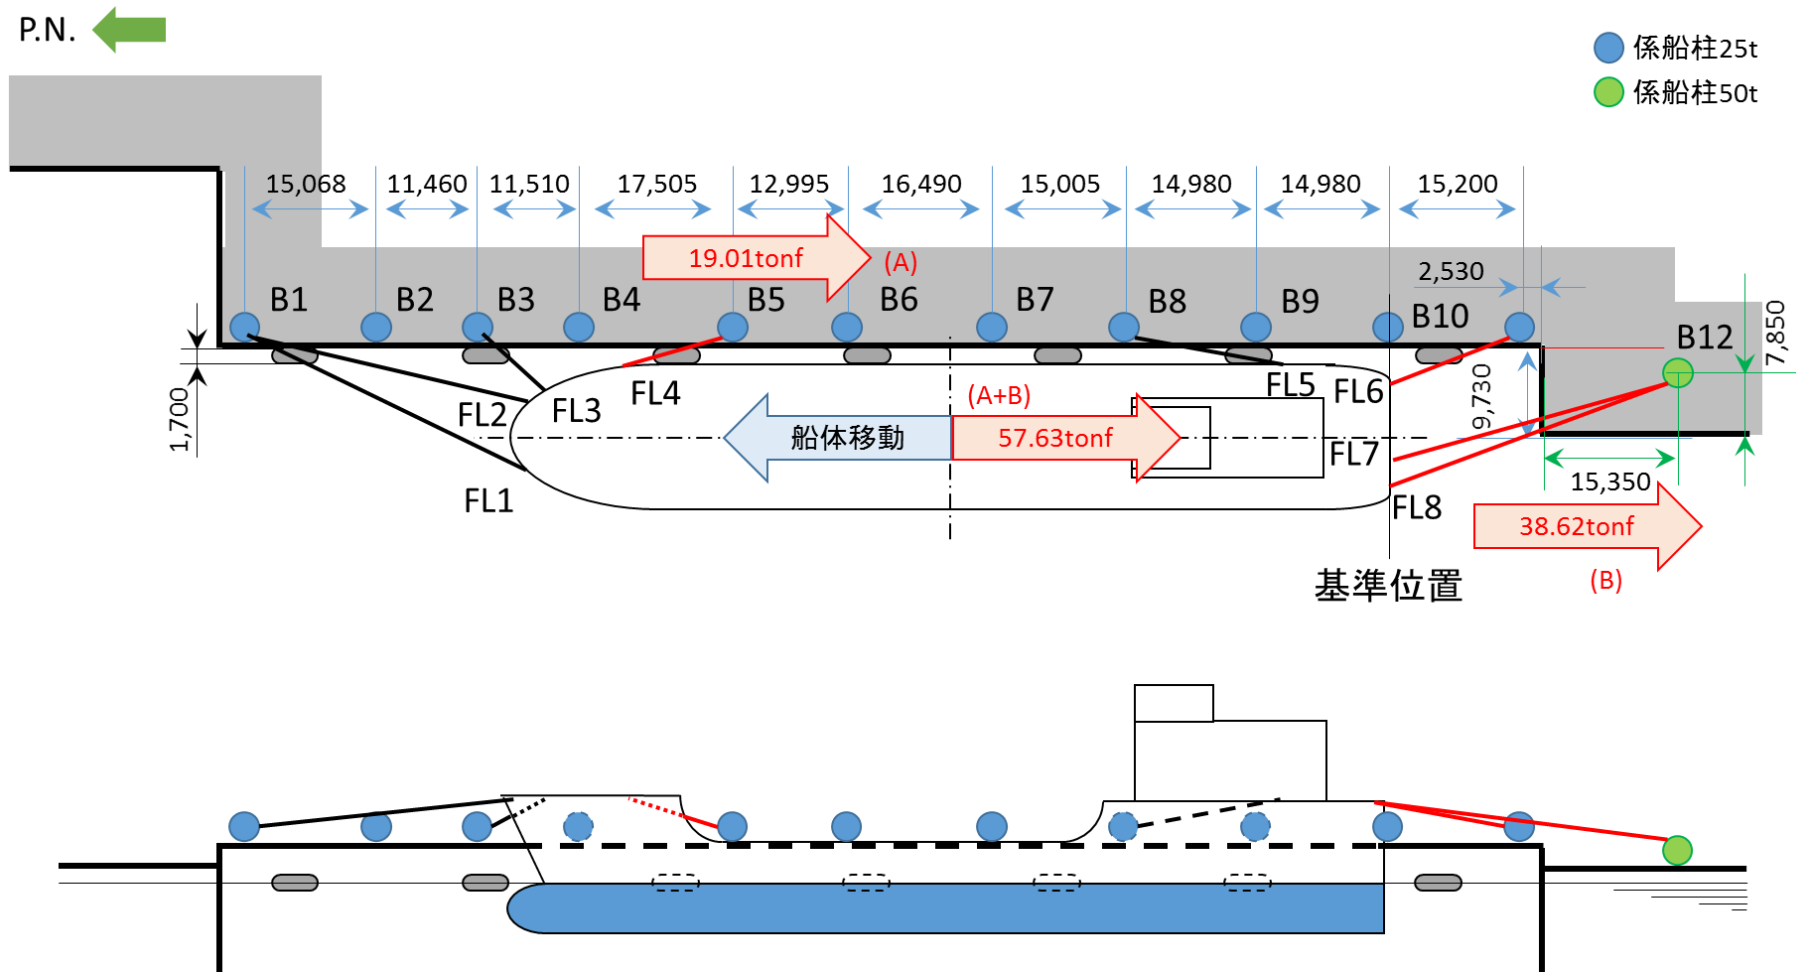 P.N.
係船柱25t
係船柱50t
15,068
11,460
11,510
17,505
12,995
16,490
15,005
14,980
14,980
15,200
19.01tonf
(A)
2,530
B1
B2
B3
B4
B5
B6
B7
B8
B9
B10
B12
7,850
1,700
FL2
FL3
FL4
(A+B)
FL5
FL6
9,730
船体移動
57.63tonf
FL7
FL1
FL8
15,350
38.62tonf
(B)
基準位置